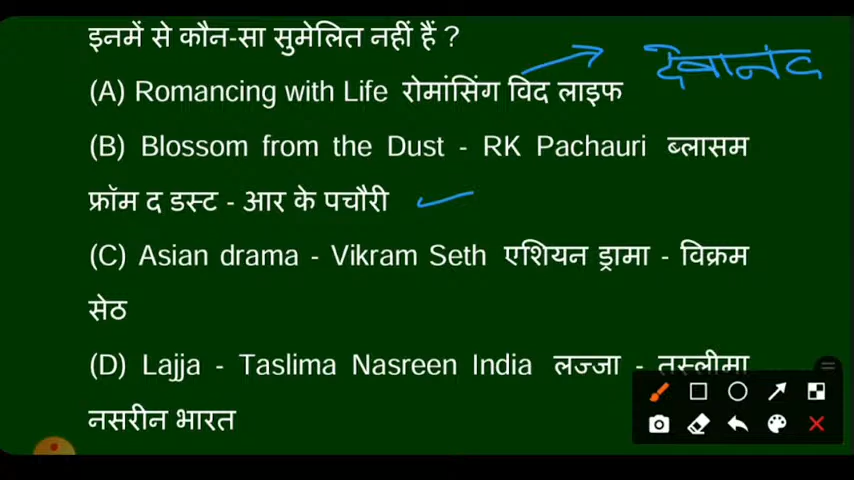 इनमें से कौन-सा सुमेलित नहीं हैं ?
देबानंद
(A) Romancing with Life रोमांसिंग विद लाइफ
(B) Blossom from the Dust - RK Pachauri ब्लासम
फ्रॉम द डस्ट - आर के पचौरी
(C) Asian drama - Vikram Seth एशियन ड्रामा - विक्रम
सेठ
(D) Lajja - Taslima Nasreen India लज्जा - तस्लीमा
नसरीन भारत